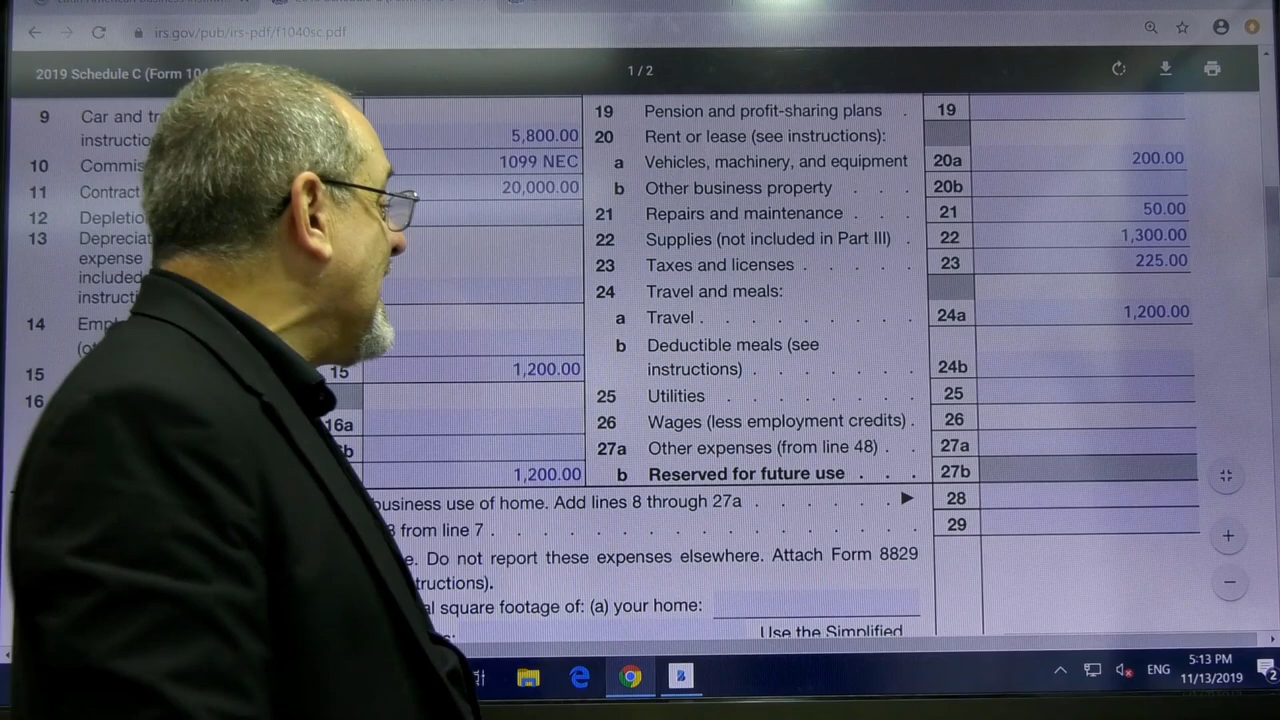 irs.gov/pub/irs-pdf/f1040sc.pdf
2019 Schedule C (Form 104
1 / 2
9 Car and tr
instructio
5,800.00
10 Commis
1099 NEC
11 Contract
20,000.00
12 Depletio
13 Depreciat
expense
included
instructi
14 Emp
15 15 1,200.00
16
16a
b
1,200.00
19 Pension and profit-sharing plans . 19
20 Rent or lease (see instructions):
a Vehicles, machinery, and equipment 20a 200.00
b Other business property . . . 20b
21 Repairs and maintenance . . . 21 50.00
22 Supplies (not included in Part III) . 22 1,300.00
23 Taxes and licenses . . . . . 23 225.00
24 Travel and meals:
a Travel . . . . . . . . . 24a 1,200.00
b Deductible meals (see
instructions) . . . . . . . 24b
25 Utilities . . . . . . . . 25
26 Wages (less employment credits) . 26
27a Other expenses (from line 48) . . 27a
b Reserved for future use . . . 27b
business use of home. Add lines 8 through 27a . . . . . . ▶ 28
8 from line 7 . . . . . . . . . . . . . . . . . 29
e. Do not report these expenses elsewhere. Attach Form 8829
tructions).
al square footage of: (a) your home:
Use the Simplified
ENG
5:13 PM
11/13/2019
2